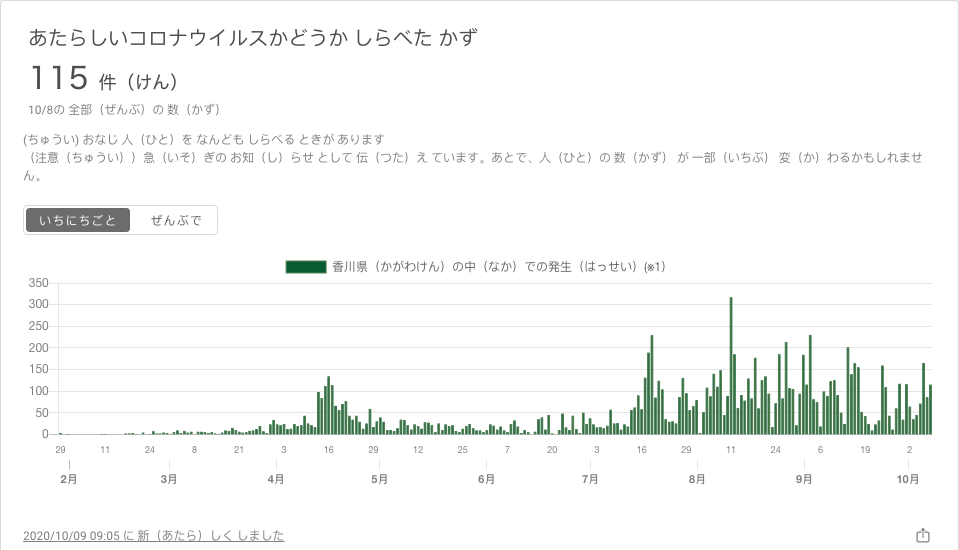 あたらしいコロナウイルスかどうか しらべた かず
115 件（けん）
10/8の 全部（ぜんぶ）の 数（かず）
(ちゅうい) おなじ 人（ひと）を なんども しらべる ときが あります
（注意（ちゅうい））急（いそ）ぎの お知（し）らせ として 伝（つた）え ています。あとで、人（ひと）の 数（かず） が 一部（いちぶ） 変（か）わるかもしれませ
ん。
いちにちごと ぜんぶで
香川県（かがわけん）の中（なか）での発生（はっせい）(※1)
350
300
250
200
150
100
50
0
29 11 24 8 21 3 16 29 12 25 7 20 3 16 29 11 24 6 19 2
2月 3月 4月 5月 6月 7月 8月 9月 10月
2020/10/09 09:05 に 新（あたら）しく しました